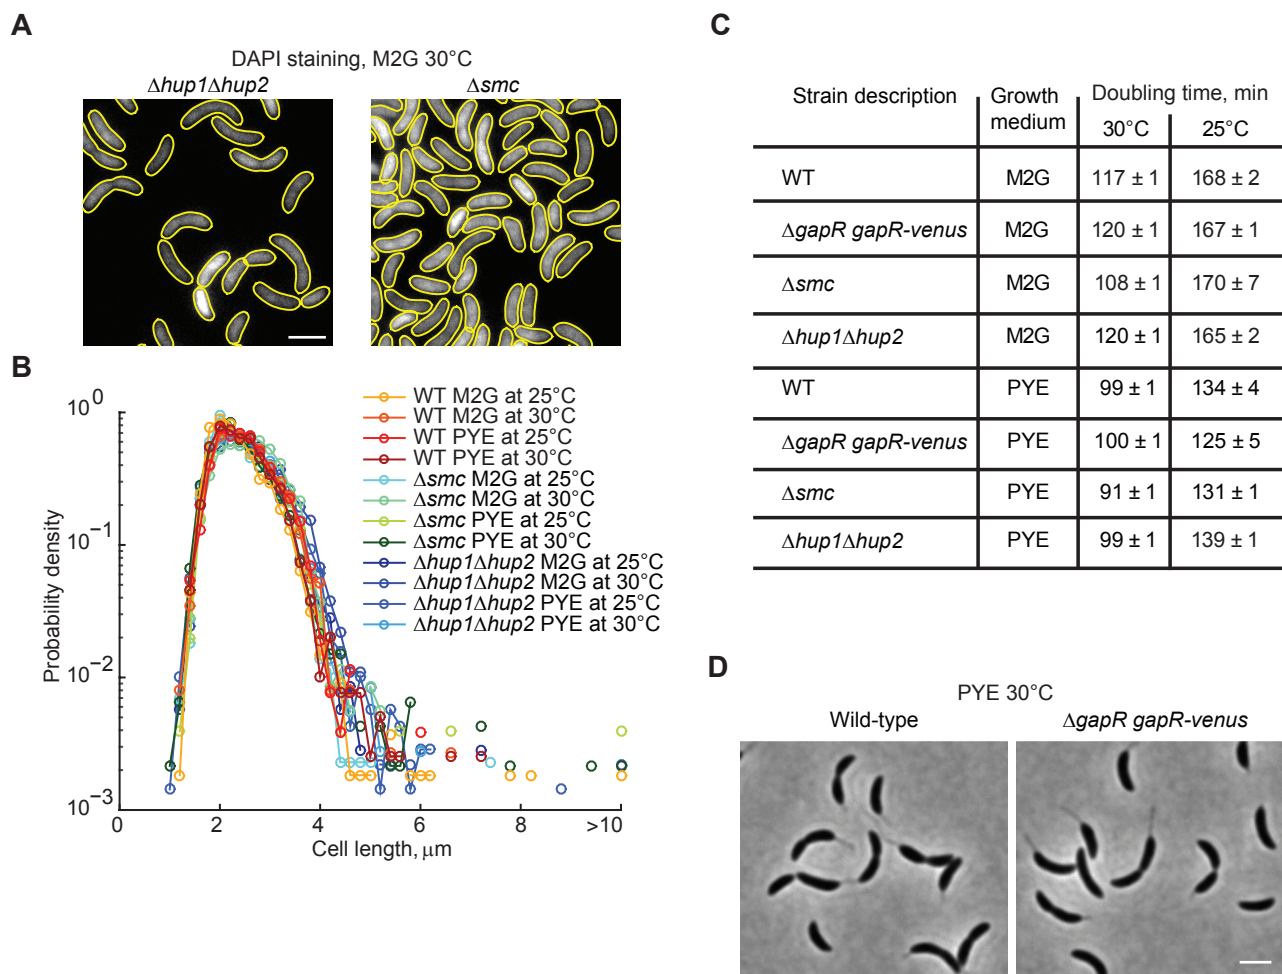 A
DAPI staining, M2G 30°C
Δhup1Δhup2
Δsmc
B
10⁰
10⁻¹
10⁻²
10⁻³
Probability density
0 2 4 6 8 >10
Cell length, μm
WT M2G at 25°C
WT M2G at 30°C
WT PYE at 25°C
WT PYE at 30°C
Δsmc M2G at 25°C
Δsmc M2G at 30°C
Δsmc PYE at 25°C
Δsmc PYE at 30°C
Δhup1Δhup2 M2G at 25°C
Δhup1Δhup2 M2G at 30°C
Δhup1Δhup2 PYE at 25°C
Δhup1Δhup2 PYE at 30°C
C
Strain description Growth medium Doubling time, min
30°C 25°C
WT M2G 117 ± 1 168 ± 2
ΔgapR gapR-venus M2G 120 ± 1 167 ± 1
Δsmc M2G 108 ± 1 170 ± 7
Δhup1Δhup2 M2G 120 ± 1 165 ± 2
WT PYE 99 ± 1 134 ± 4
ΔgapR gapR-venus PYE 100 ± 1 125 ± 5
Δsmc PYE 91 ± 1 131 ± 1
Δhup1Δhup2 PYE 99 ± 1 139 ± 1
D
PYE 30°C
Wild-type
ΔgapR gapR-venus